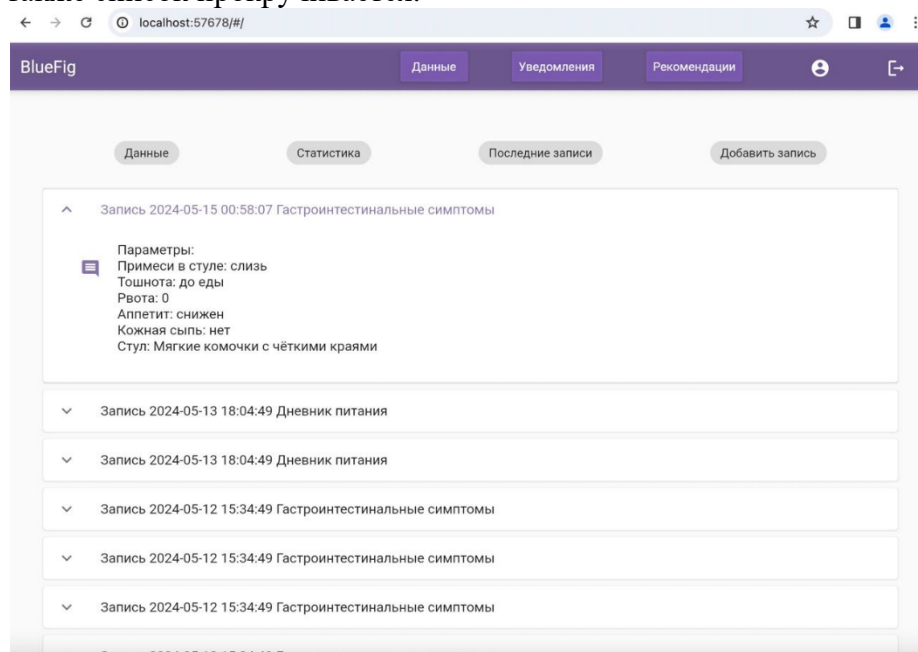 также список прокручивается.
localhost:57678/#/
BlueFig
Данные
Уведомления
Рекомендации
Данные
Статистика
Последние записи
Добавить запись
Запись 2024-05-15 00:58:07 Гастроинтестинальные симптомы
Параметры:
Примеси в стуле: слизь
Тошнота: до еды
Рвота: 0
Аппетит: снижен
Кожная сыпь: нет
Стул: Мягкие комочки с чёткими краями
Запись 2024-05-13 18:04:49 Дневник питания
Запись 2024-05-13 18:04:49 Дневник питания
Запись 2024-05-12 15:34:49 Гастроинтестинальные симптомы
Запись 2024-05-12 15:34:49 Гастроинтестинальные симптомы
Запись 2024-05-12 15:34:49 Гастроинтестинальные симптомы